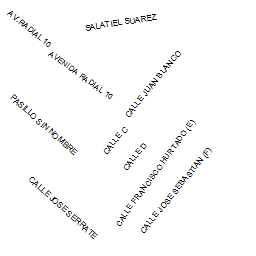 AV.RADIAL 10
SALATIEL SUAREZ
AVENIDA RADIAL 10
CALLE JUAN BLANCO
PASILLO SIN NOMBRE
CALLE C
CALLE D
CALLE FRANCISCO HURTADO (E)
CALLE JOSE SEBASTIAN (F)
CALLE JOSE SERRATE